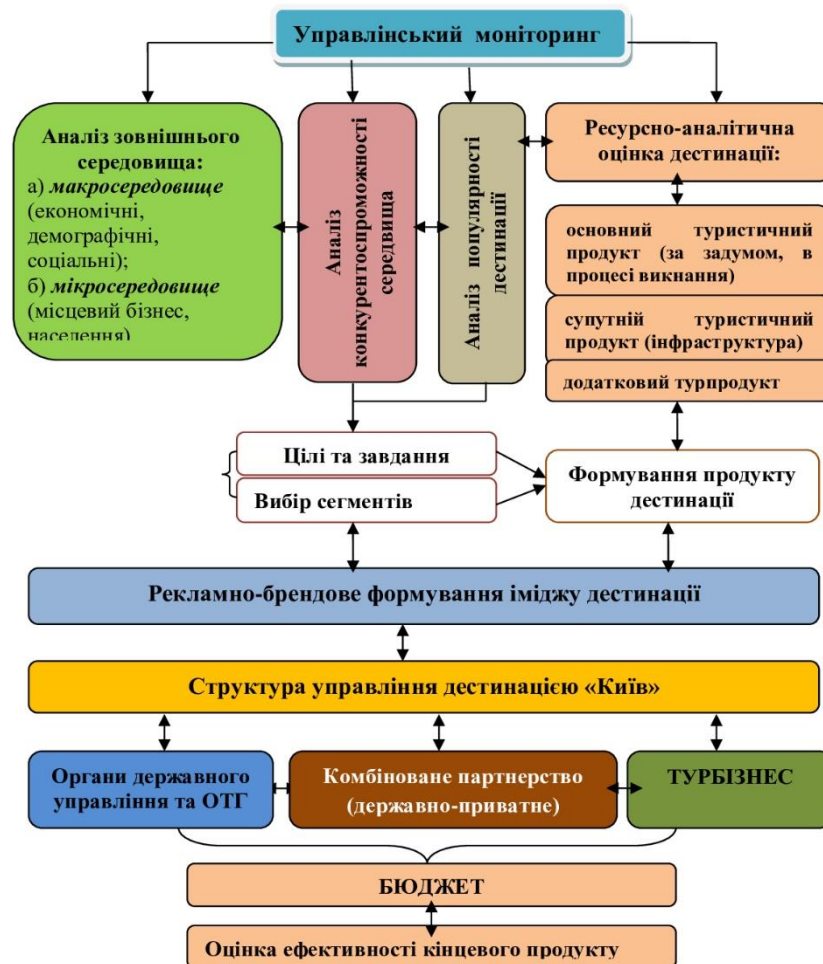 Управлінський моніторинг
Аналіз зовнішнього
середовища:
а) макросередовище
(економічні,
демографічні,
соціальні);
б) мікросередовище
(місцевий бізнес,
населення)
Аналіз
конкурентоспроможності
середвища
Аналіз популярності
дестинації
Ресурсно-аналітична
оцінка дестинації:
основний туристичний
продукт (за задумом, в
процесі викнання)
супутній туристичний
продукт (інфраструктура)
додатковий турпродукт
Цілі та завдання
Вибір сегментів
Формування продукту
дестинації
Рекламно-брендове формування іміджу дестинації
Структура управління дестинацією «Київ»
Органи державного
управління та ОТГ
Комбіноване партнерство
(державно-приватне)
ТУРБІЗНЕС
БЮДЖЕТ
Оцінка ефективності кінцевого продукту